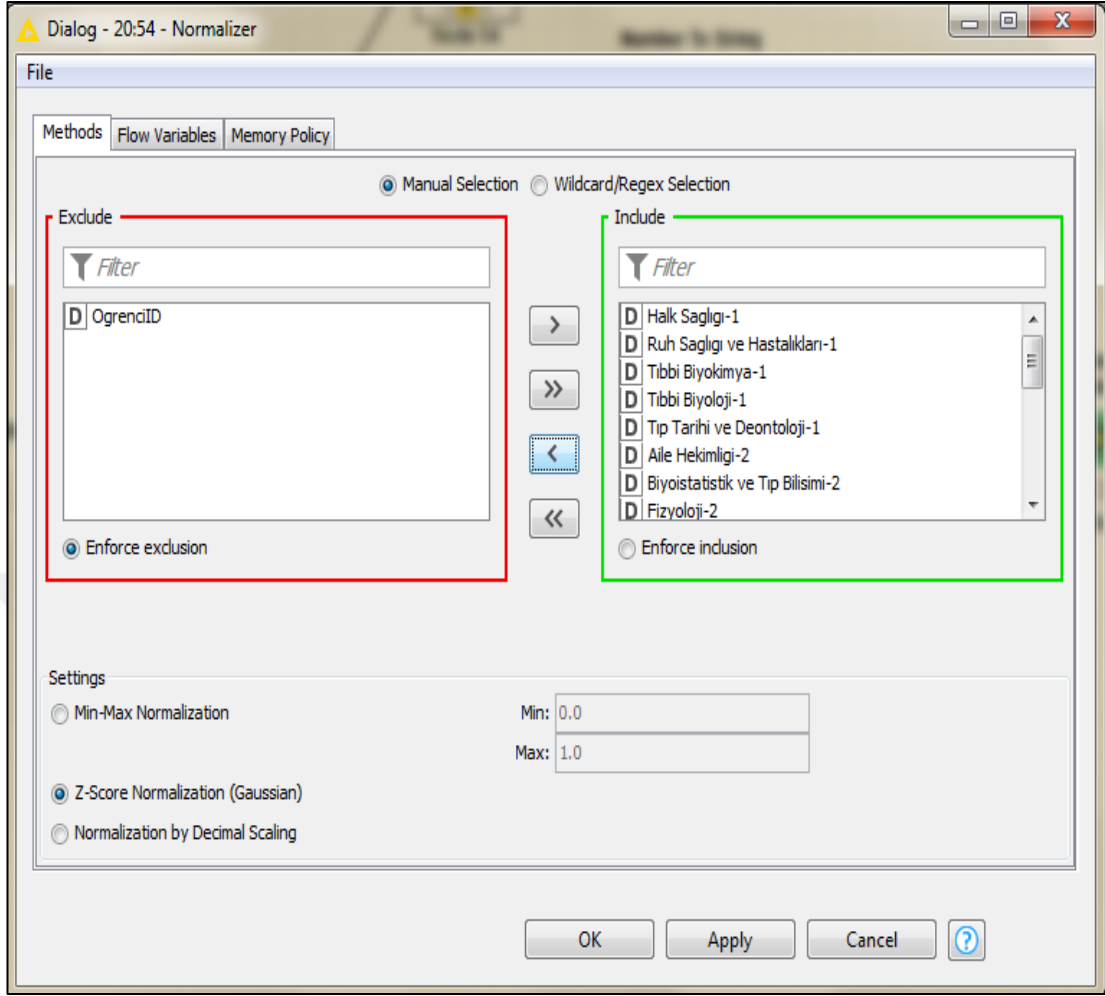 Dialog - 20:54 - Normalizer
Number To String
File
Methods Flow Variables Memory Policy
Manual Selection Wildcard/Regex Selection
Exclude Include
Filter Filter
D OgrenciID
D Halk Saglıgı-1
D Ruh Saglıgı ve Hastalıkları-1
D Tıbbi Biyokimya-1
D Tıbbi Biyoloji-1
D Tıp Tarihi ve Deontoloji-1
D Aile Hekimligi-2
D Biyoistatistik ve Tıp Bilisimi-2
D Fizyoloji-2
> 
>>
<
<<
Enforce exclusion Enforce inclusion
Settings
Min-Max Normalization Min: 0.0
Max: 1.0
Z-Score Normalization (Gaussian)
Normalization by Decimal Scaling
OK Apply Cancel ?